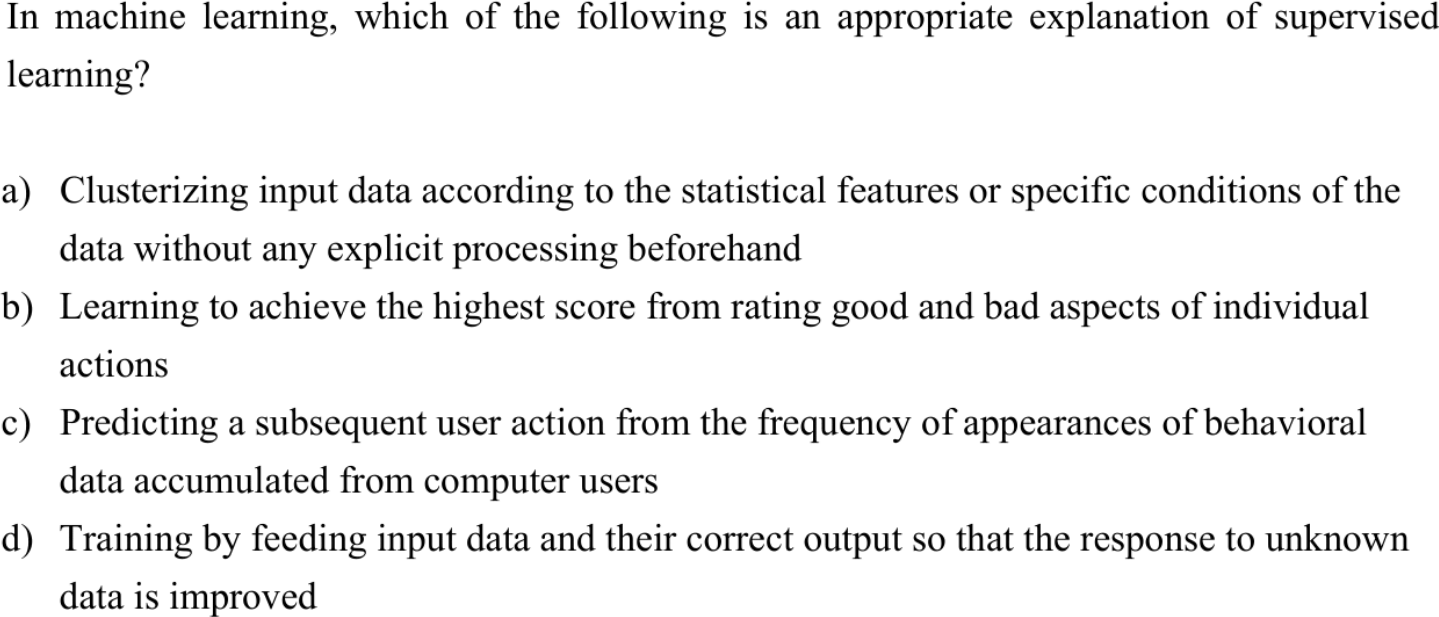 In machine learning, which of the following is an appropriate explanation of supervised
learning?
a) Clusterizing input data according to the statistical features or specific conditions of the
data without any explicit processing beforehand
b) Learning to achieve the highest score from rating good and bad aspects of individual
actions
c) Predicting a subsequent user action from the frequency of appearances of behavioral
data accumulated from computer users
d) Training by feeding input data and their correct output so that the response to unknown
data is improved